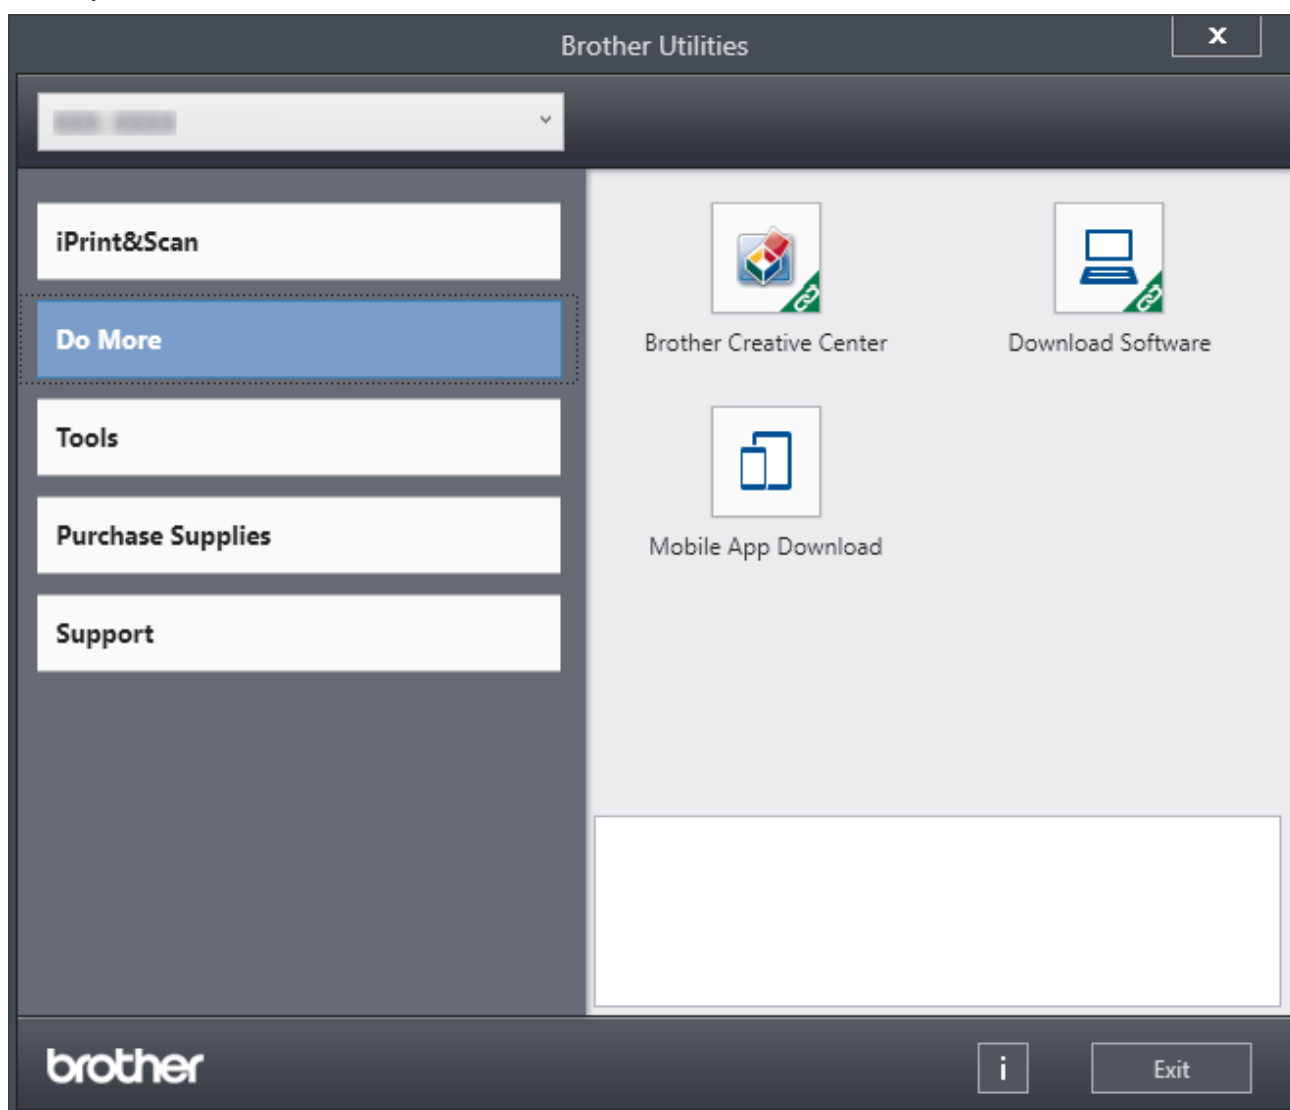 Brother Utilities
X
iPrint&Scan
Do More
Tools
Purchase Supplies
Support
Brother Creative Center
Download Software
Mobile App Download
brother
i
Exit